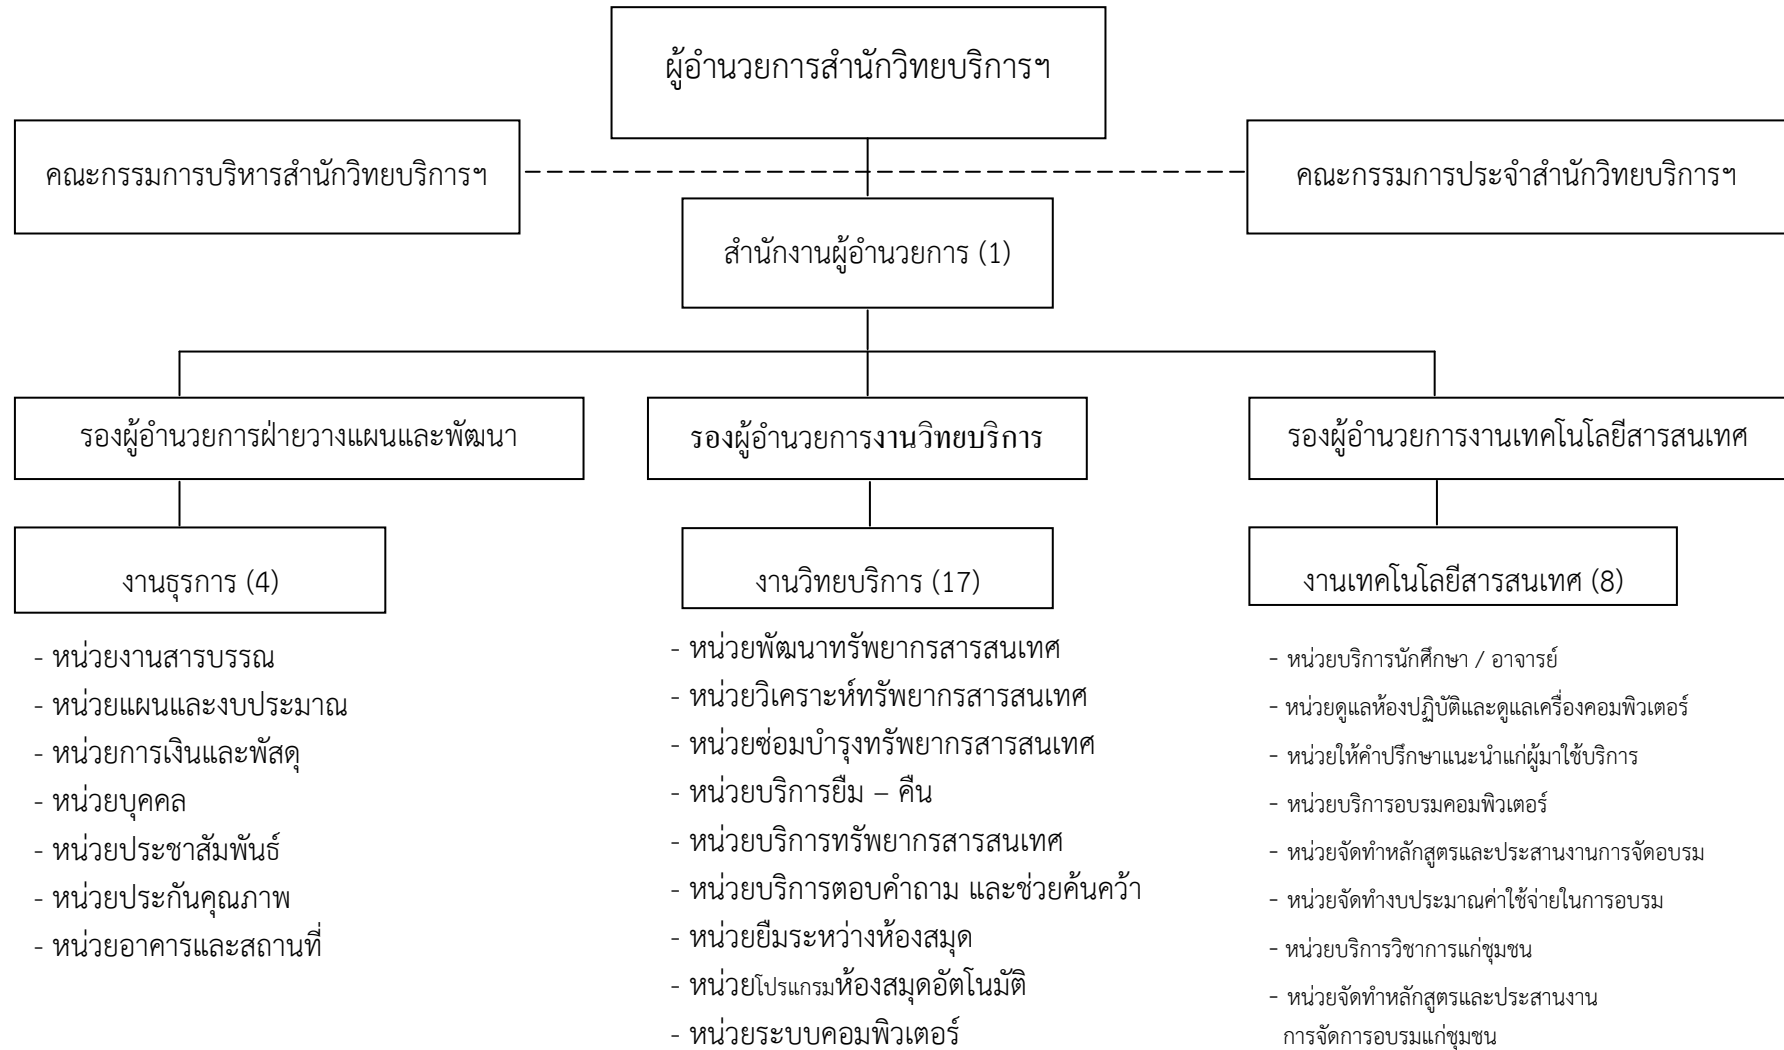 ผู้อำนวยการสำนักวิทยบริการฯ
คณะกรรมการบริหารสำนักวิทยบริการฯ
คณะกรรมการประจำสำนักวิทยบริการฯ
สำนักงานผู้อำนวยการ (1)
รองผู้อำนวยการฝ่ายวางแผนและพัฒนา
รองผู้อำนวยการงานวิทยบริการ
รองผู้อำนวยการงานเทคโนโลยีสารสนเทศ
งานธุรการ (4)
- หน่วยงานสารบรรณ
- หน่วยแผนและงบประมาณ
- หน่วยการเงินและพัสดุ
- หน่วยบุคคล
- หน่วยประชาสัมพันธ์
- หน่วยประกันคุณภาพ
- หน่วยอาคารและสถานที่
งานวิทยบริการ (17)
- หน่วยพัฒนาทรัพยากรสารสนเทศ
- หน่วยวิเคราะห์ทรัพยากรสารสนเทศ
- หน่วยซ่อมบำรุงทรัพยากรสารสนเทศ
- หน่วยบริการยืม – คืน
- หน่วยบริการทรัพยากรสารสนเทศ
- หน่วยบริการตอบคำถาม และช่วยค้นคว้า
- หน่วยยืมระหว่างห้องสมุด
- หน่วยโปรแกรมห้องสมุดอัตโนมัติ
- หน่วยระบบคอมพิวเตอร์
งานเทคโนโลยีสารสนเทศ (8)
- หน่วยบริการนักศึกษา / อาจารย์
- หน่วยดูแลห้องปฏิบัติและดูแลเครื่องคอมพิวเตอร์
- หน่วยให้คำปรึกษาแนะนำแก่ผู้มาใช้บริการ
- หน่วยบริการอบรมคอมพิวเตอร์
- หน่วยจัดทำหลักสูตรและประสานงานการจัดอบรม
- หน่วยจัดทำงบประมาณค่าใช้จ่ายในการอบรม
- หน่วยบริการวิชาการแก่ชุมชน
- หน่วยจัดทำหลักสูตรและประสานงาน
การจัดการอบรมแก่ชุมชน